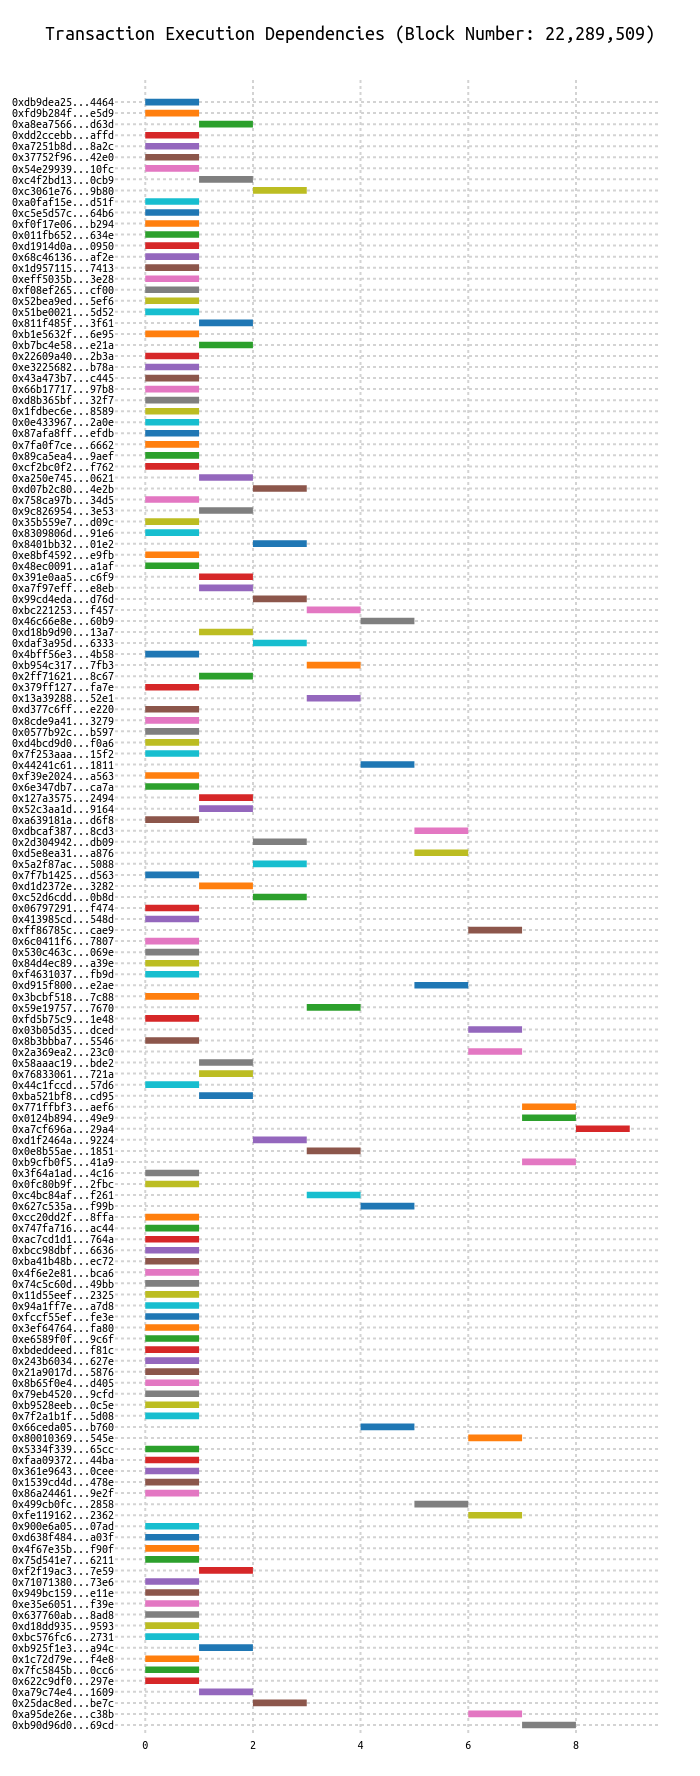 Transaction Execution Dependencies (Block Number: 22,289,509)
0xdb9dea25...4464
0xfd9b284f...e5d9
0xa8ea7566...d63d
0xdd2ccebb...affd
0xa7251b8d...8a2c
0x37752f96...42e0
0x54e29939...10fc
0xc4f2bd13...0cb9
0xc3061e76...9b80
0xa0faf15e...d51f
0xc5e5d57c...64b6
0xf0f17e06...b294
0x011fb652...634e
0xd1914d0a...0950
0x68c46136...af2e
0x1d957115...7413
0xeff5035b...3e28
0xf08ef265...cf00
0x52bea9ed...5ef6
0x51be0021...5d52
0x811f485f...3f61
0xb1e5632f...6e95
0xb7bc4e58...e21a
0x22609a40...2b3a
0xe3225682...b78a
0x43a473b7...c445
0x66b17717...97b8
0xd8b365bf...32f7
0x1fdbec6e...8589
0x0e433967...2a0e
0x87afa8ff...efdb
0x7fa0f7ce...6662
0x89ca5ea4...9aef
0xcf2bc0f2...f762
0xa250e745...0621
0xd07b2c80...4e2b
0x758ca97b...34d5
0x9c826954...3e53
0x35b559e7...d09c
0x8309806d...91e6
0x8401bb32...01e2
0xe8bf4592...e9fb
0x48ec0091...a1af
0x391e0aa5...c6f9
0xa7f97eff...e8eb
0x99cd4eda...d76d
0xbc221253...f457
0x46c66e8e...60b9
0xd18b9d90...13a7
0xdaf3a95d...6333
0x4bff56e3...4b58
0xb954c317...7fb3
0x2ff71621...8c67
0x379ff127...fa7e
0x13a39288...52e1
0xd377c6ff...e220
0x8cde9a41...3279
0x0577b92c...b597
0xd4bcd9d0...f0a6
0x7f253aaa...15f2
0x44241c61...1811
0xf39e2024...a563
0x6e347db7...ca7a
0x127a3575...2494
0x52c3aa1d...9164
0xa639181a...d6f8
0xdbcaf387...8cd3
0x2d304942...db09
0xd5e8ea31...a876
0x5a2f87ac...5088
0x7f7b1425...d563
0xd1d2372e...3282
0xc52d6cdd...0b8d
0x06797291...f474
0x413985cd...548d
0xff86785c...cae9
0x6c0411f6...7807
0x530c463c...069e
0x84d4ec89...a39e
0xf4631037...fb9d
0xd915f800...e2ae
0x3bcbf518...7c88
0x59e19757...7670
0xfd5b75c9...1e48
0x03b05d35...dced
0x8b3bbba7...5546
0x2a369ea2...23c0
0x58aaac19...bde2
0x76833061...721a
0x44c1fccd...57d6
0xba521bf8...cd95
0x771ffbf3...aef6
0x0124b894...49e9
0xa7cf696a...29a4
0xd1f2464a...9224
0x0e8b55ae...1851
0xb9cfb0f5...41a9
0x3f64a1ad...4c16
0x0fc80b9f...2fbc
0xc4bc84af...f261
0x627c535a...f99b
0xcc20dd2f...8ffa
0x747fa716...ac44
0xac7cd1d1...764a
0xbcc98dbf...6636
0xba41b48b...ec72
0x4f6e2e81...bca6
0x74c5c60d...49bb
0x11d55eef...2325
0x94a1ff7e...a7d8
0xfccf55ef...fe3e
0x3ef64764...fa80
0xe6589f0f...9c6f
0xbdeddeed...f81c
0x243b6034...627e
0x21a9017d...5876
0x8b65f0e4...d405
0x79eb4520...9cfd
0xb9528eeb...0c5e
0x7f2a1b1f...5d08
0x66ceda05...b760
0x80010369...545e
0x5334f339...65cc
0xfaa09372...44ba
0x361e9643...0cee
0x1539cd4d...478e
0x86a24461...9e2f
0x499cb0fc...2858
0xfe119162...2362
0x900e6a05...07ad
0xd638f484...a03f
0x4f67e35b...f90f
0x75d541e7...6211
0xf2f19ac3...7e59
0x71071380...73e6
0x949bc159...e11e
0xe35e6051...f39e
0x637760ab...8ad8
0xd18dd935...9593
0xbc576fc6...2731
0xb925f1e3...a94c
0x1c72d79e...f4e8
0x7fc5845b...0cc6
0x622c9df0...297e
0xa79c74e4...1609
0x25dac8ed...be7c
0xa95de26e...c38b
0xb90d96d0...69cd
0 2 4 6 8